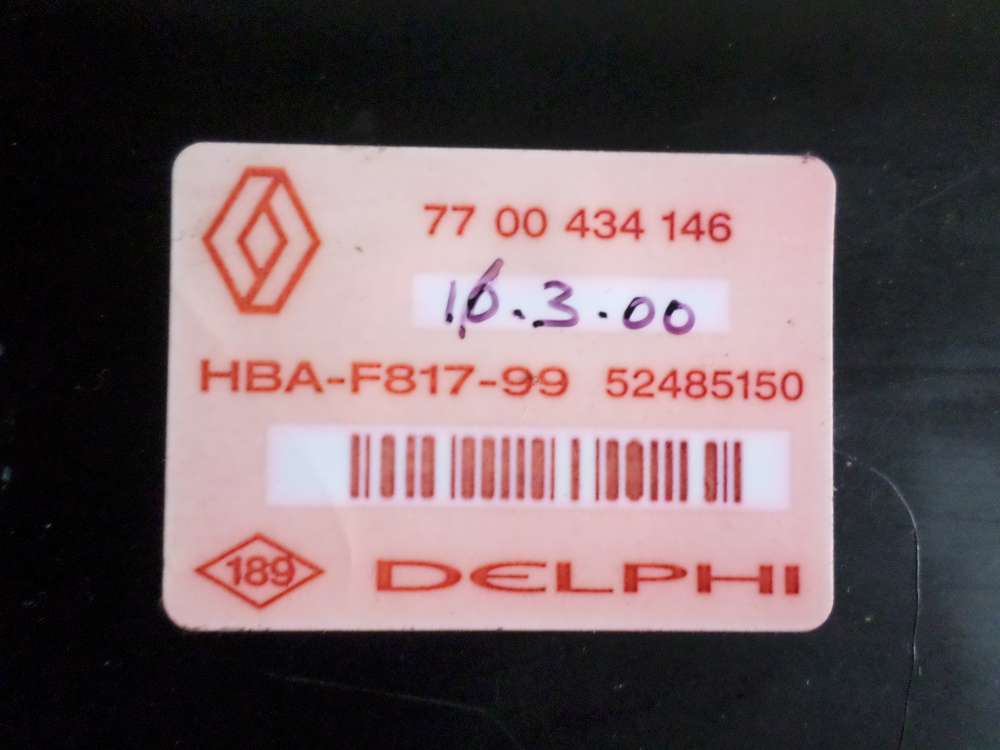 77 00 434 146
16.3.00
HBA-F817-99 52485150
189 DELPHI